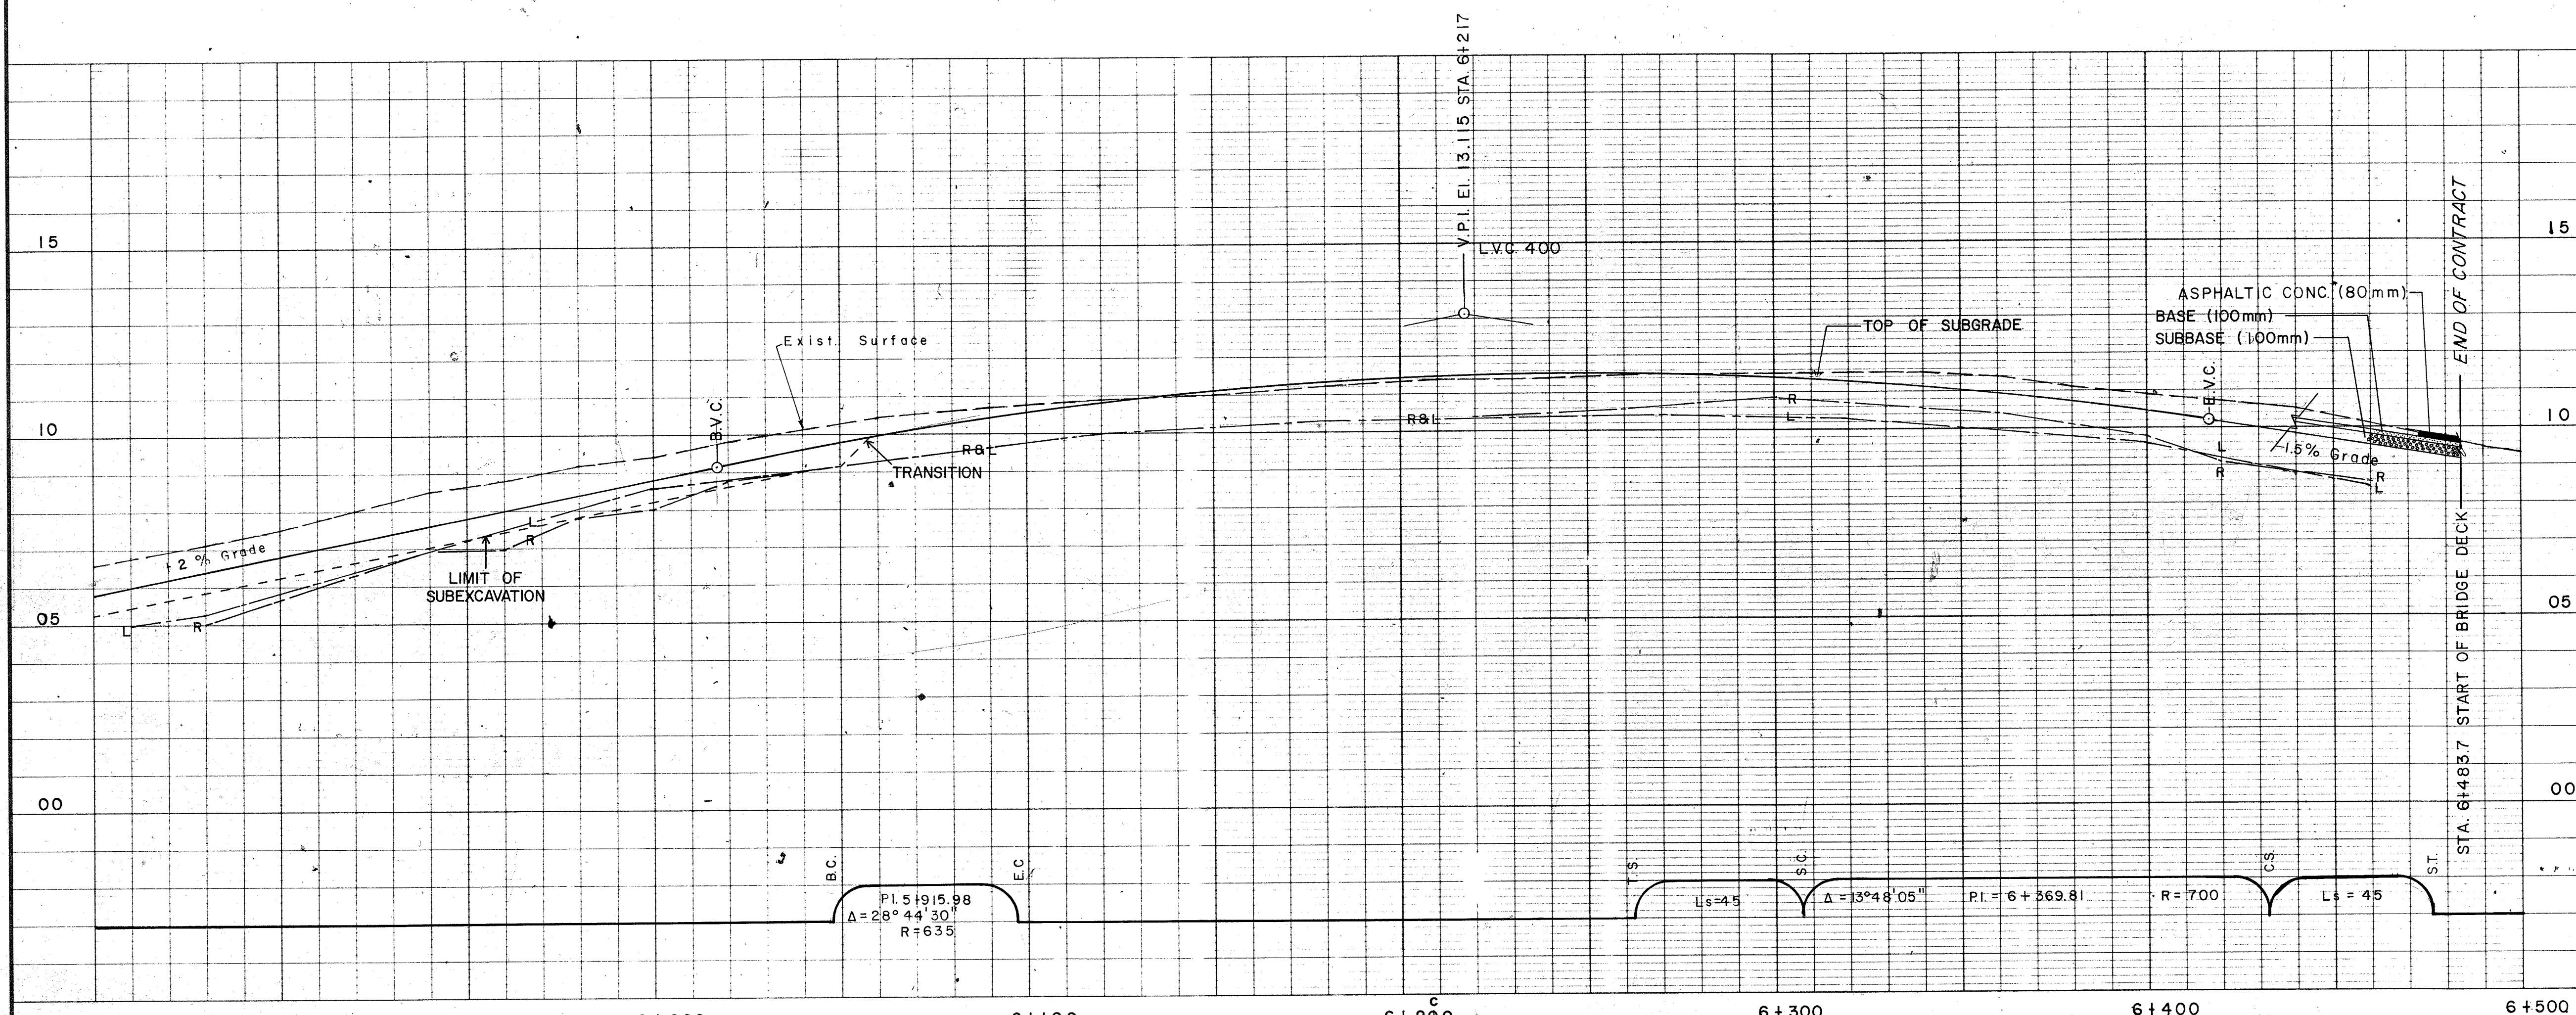 V.P.I. El. 13.115 STA. 6+217
L.V.C. 400
15
15
END OF CONTRACT
ASPHALTIC CONC. (80mm)
BASE (100mm)
SUBBASE (100mm)
TOP OF SUBGRADE
Exist. Surface
B.V.C.
E.V.C.
10
10
R
L
R&L
R&L
TRANSITION
L
R
-1.5% Grade
R
L
L
R
+2% Grade
LIMIT OF
SUBEXCAVATION
05
05
L
R
STA. 6+483.7 START OF BRIDGE DECK
00
00
B.C.
E.C.
T.S.
S.C.
C.S.
S.T.
P.I. 5+915.98
Δ=28°44'30"
R=635
Ls=45
Δ=13°48'05"
P.I.=6+369.81
R=700
Ls = 45
6+300
6+400
6+500